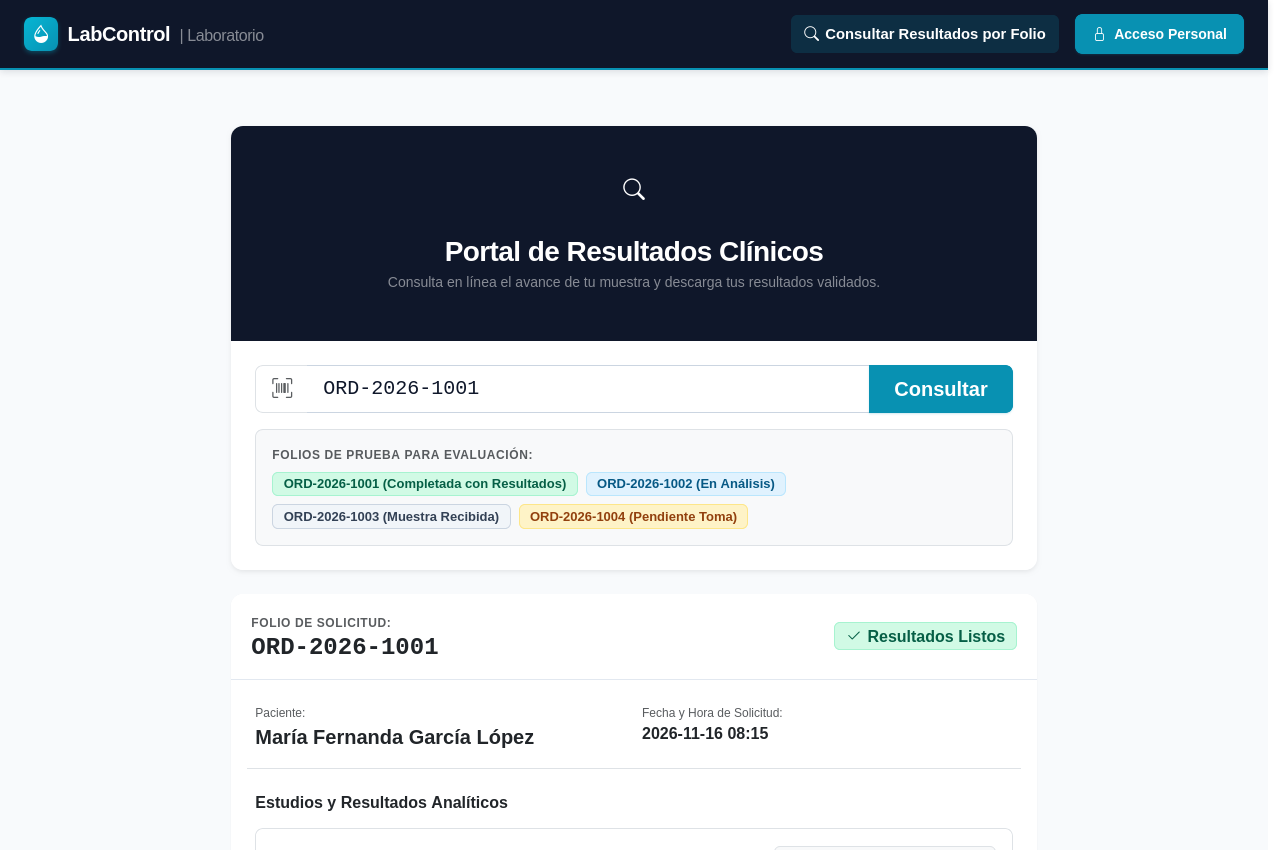 LabControl | Laboratorio
Consultar Resultados por Folio
Acceso Personal
Portal de Resultados Clínicos
Consulta en línea el avance de tu muestra y descarga tus resultados validados.
ORD-2026-1001
Consultar
FOLIOS DE PRUEBA PARA EVALUACIÓN:
ORD-2026-1001 (Completada con Resultados)
ORD-2026-1002 (En Análisis)
ORD-2026-1003 (Muestra Recibida)
ORD-2026-1004 (Pendiente Toma)
FOLIO DE SOLICITUD:
ORD-2026-1001
Resultados Listos
Paciente:
María Fernanda García López
Fecha y Hora de Solicitud:
2026-11-16 08:15
Estudios y Resultados Analíticos